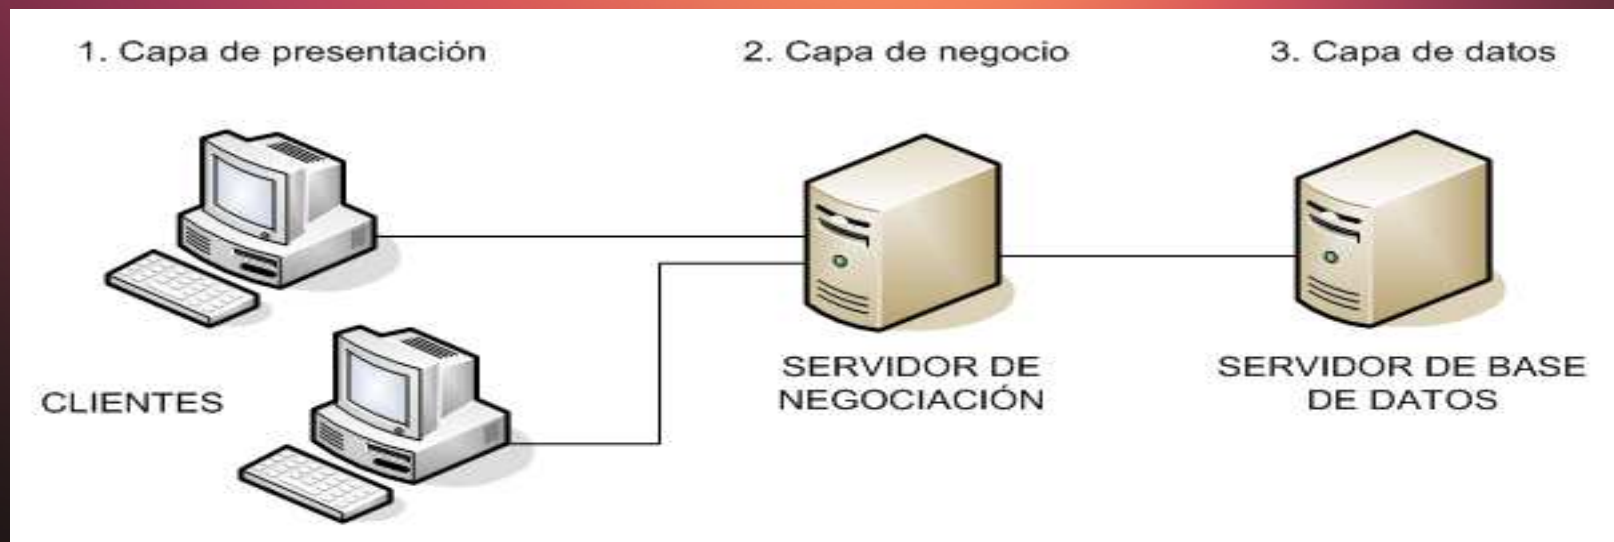 1. Capa de presentación
2. Capa de negocio
3. Capa de datos
CLIENTES
SERVIDOR DE
NEGOCIACIÓN
SERVIDOR DE BASE
DE DATOS